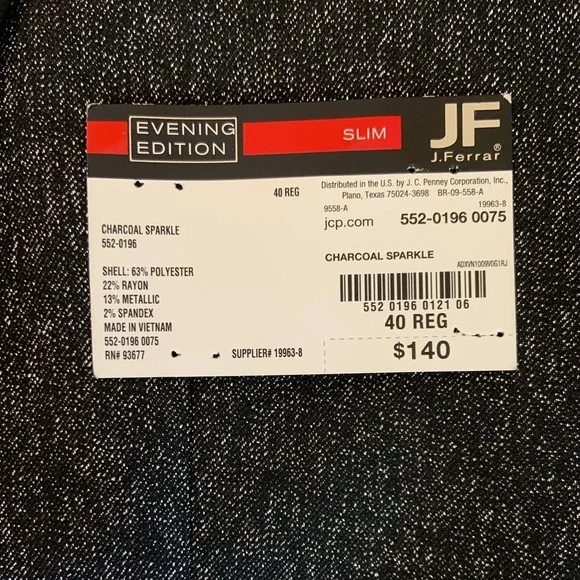 EVENING
EDITION
SLIM
JF
J.Ferrar®
40 REG
Distributed in the U.S. by J. C. Penney Corporation, Inc.,
Plano, Texas 75024-3698 BR-09-558-A
9558-A 19963-8
jcp.com 552-0196 0075
CHARCOAL SPARKLE
552-0196
SHELL: 63% POLYESTER
22% RAYON
13% METALLIC
2% SPANDEX
MADE IN VIETNAM
552-0196 0075
RN# 93677 SUPPLIER# 19963-8
CHARCOAL SPARKLE
ADXVN1009V0G1RJ
552 0196 0121 06
40 REG
$140